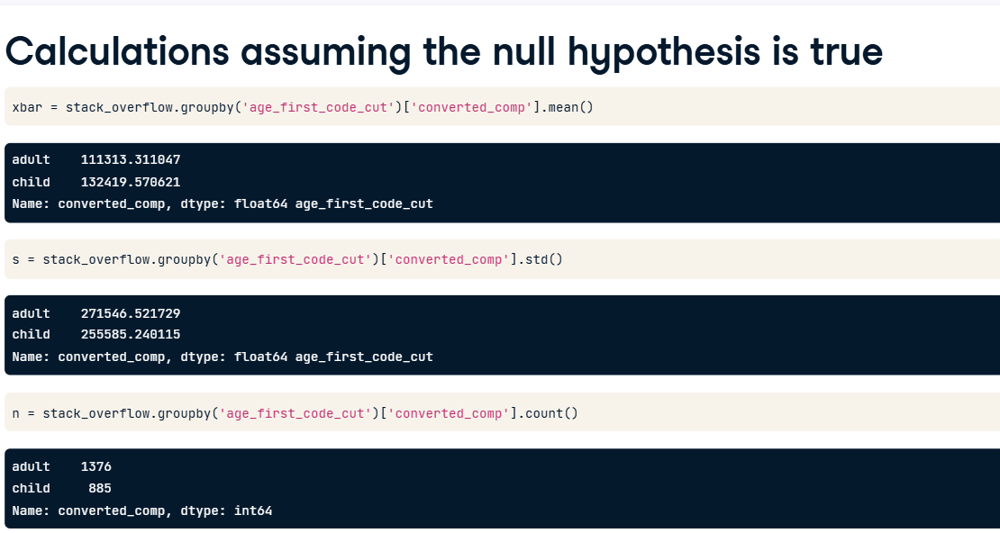 Calculations assuming the null hypothesis is true
xbar = stack_overflow.groupby('age_first_code_cut')['converted_comp'].mean()
adult    111313.311047
child    132419.570621
Name: converted_comp, dtype: float64 age_first_code_cut
s = stack_overflow.groupby('age_first_code_cut')['converted_comp'].std()
adult    271546.521729
child    255585.240115
Name: converted_comp, dtype: float64 age_first_code_cut
n = stack_overflow.groupby('age_first_code_cut')['converted_comp'].count()
adult    1376
child     885
Name: converted_comp, dtype: int64